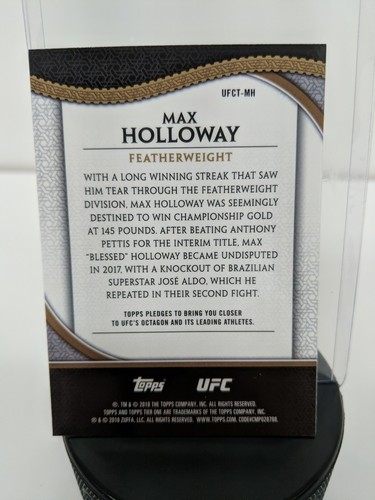 UFCT-MH
MAX
HOLLOWAY
FEATHERWEIGHT
WITH A LONG WINNING STREAK THAT SAW
HIM TEAR THROUGH THE FEATHERWEIGHT
DIVISION, MAX HOLLOWAY WAS SEEMINGLY
DESTINED TO WIN CHAMPIONSHIP GOLD
AT 145 POUNDS. AFTER BEATING ANTHONY
PETTIS FOR THE INTERIM TITLE, MAX
"BLESSED" HOLLOWAY BECAME UNDISPUTED
IN 2017, WITH A KNOCKOUT OF BRAZILIAN
SUPERSTAR JOSÉ ALDO, WHICH HE
REPEATED IN THEIR SECOND FIGHT.
TOPPS PLEDGES TO BRING YOU CLOSER
TO UFC'S OCTAGON AND ITS LEADING ATHLETES.
topps UFC
®, TM & © 2018 THE TOPPS COMPANY, INC. ALL RIGHTS RESERVED.
TOPPS AND TOPPS TIER ONE ARE TRADEMARKS OF THE TOPPS COMPANY, INC.
® & © 2018 ZUFFA, LLC. ALL RIGHTS RESERVED. WWW.TOPPS.COM.